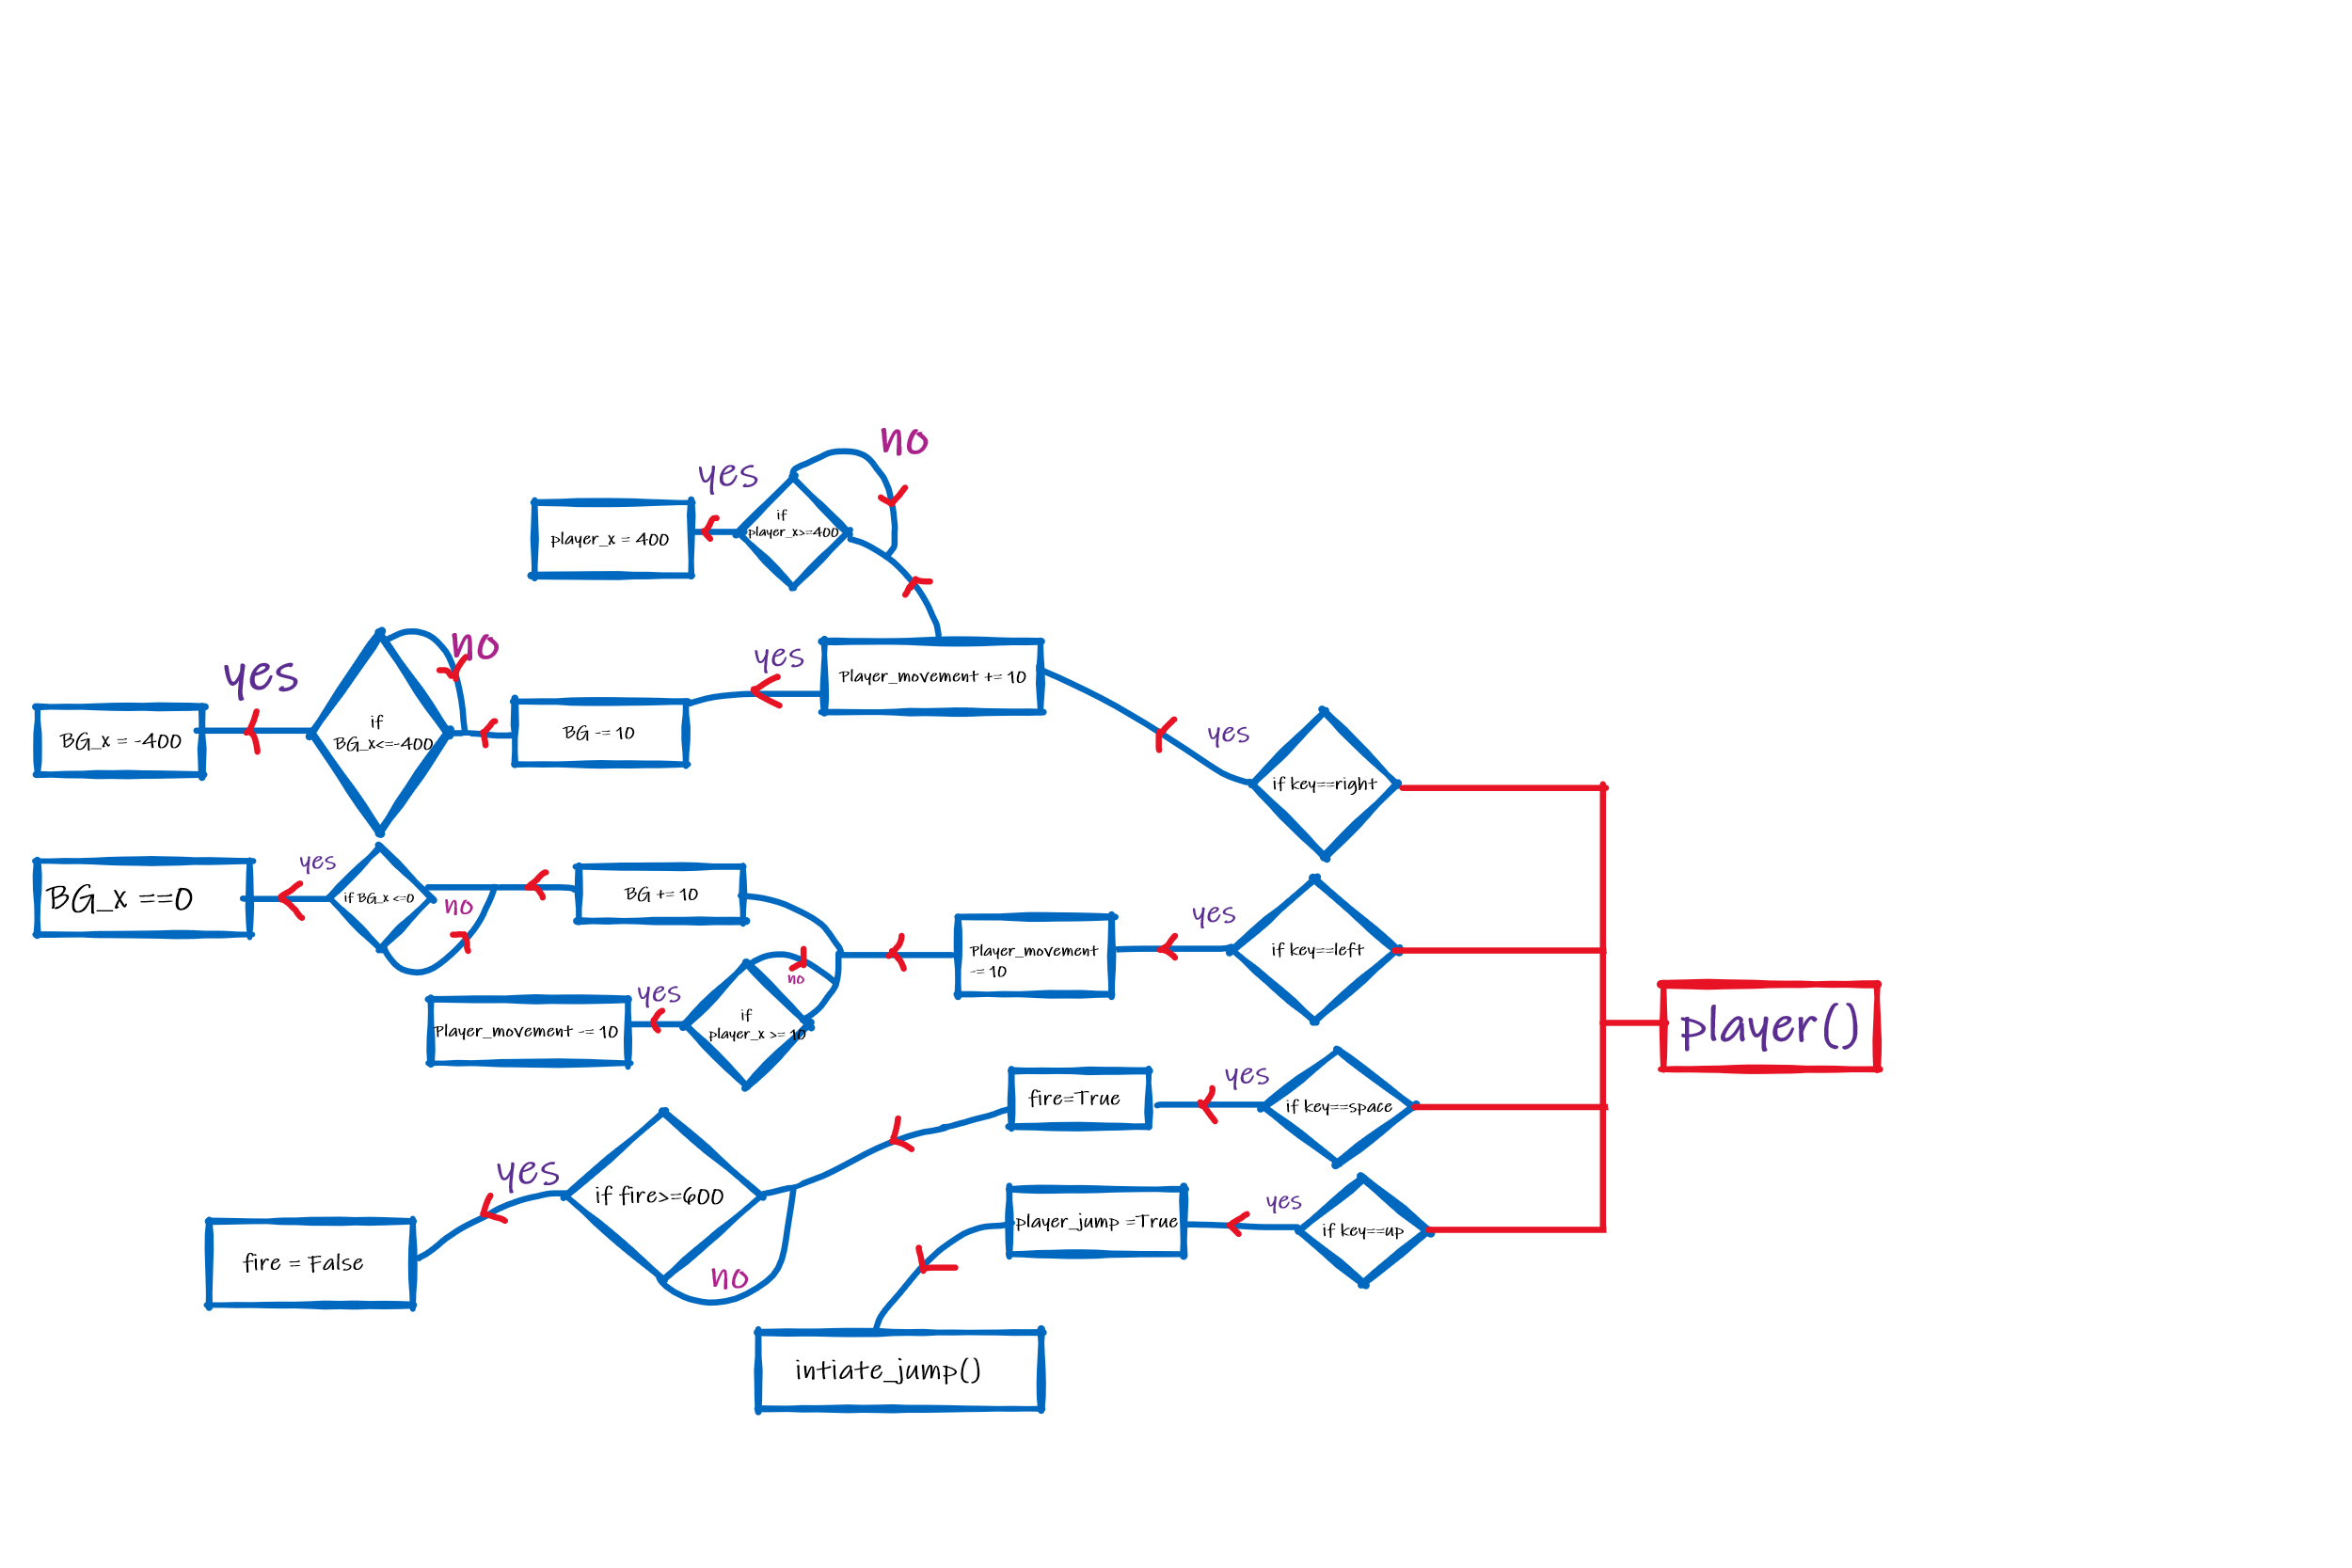 no
yes
if
player_x>=400
player_x = 400
no
yes
yes
Player_movement += 10
if
BG_x<=-400
BG -= 10
BG_x = -400
yes
if key==right
yes
no
if BG_x <=0
BG_x ==0
BG += 10
yes
if key==left
Player_movement
-= 10
no
yes
if
player_x >= 10
Player_movement -= 10
player()
yes
if key==space
fire=True
yes
if fire>=600
no
fire = False
yes
if key==up
player_jump =True
intiate_jump()